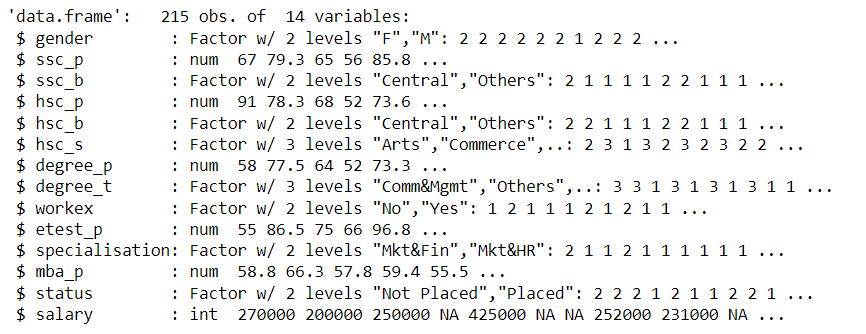 'data.frame':   215 obs. of  14 variables:
 $ gender        : Factor w/ 2 levels "F","M": 2 2 2 2 2 2 1 2 2 2 ...
 $ ssc_p         : num  67 79.3 65 56 85.8 ...
 $ ssc_b         : Factor w/ 2 levels "Central","Others": 2 1 1 1 1 2 2 1 1 1 ...
 $ hsc_p         : num  91 78.3 68 52 73.6 ...
 $ hsc_b         : Factor w/ 2 levels "Central","Others": 2 2 1 1 1 2 2 1 1 1 ...
 $ hsc_s         : Factor w/ 3 levels "Arts","Commerce",..: 2 3 1 3 2 3 2 3 2 2 ...
 $ degree_p      : num  58 77.5 64 52 73.3 ...
 $ degree_t      : Factor w/ 3 levels "Comm&Mgmt","Others",..: 3 3 1 3 1 3 1 3 1 1 ...
 $ workex        : Factor w/ 2 levels "No","Yes": 1 2 1 1 1 2 1 2 1 1 ...
 $ etest_p       : num  55 86.5 75 66 96.8 ...
 $ specialisation: Factor w/ 2 levels "Mkt&Fin","Mkt&HR": 2 1 1 2 1 1 1 1 1 1 ...
 $ mba_p         : num  58.8 66.3 57.8 59.4 55.5 ...
 $ status        : Factor w/ 2 levels "Not Placed","Placed": 2 2 2 1 2 1 1 2 2 1 ...
 $ salary        : int  270000 200000 250000 NA 425000 NA NA 252000 231000 NA ...